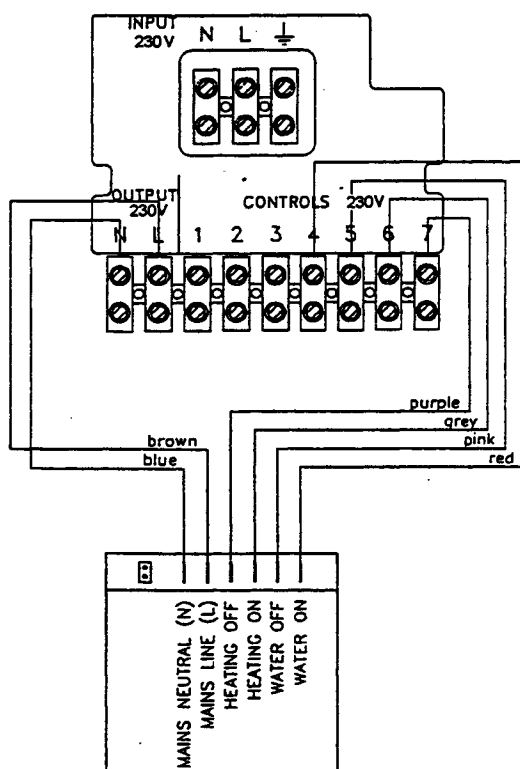 INPUT
230V
N L
OUTPUT
230V
CONTROLS 230V
N L 1 2 3 4 5 6 7
purple
grey
brown
pink
blue
red
MAINS NEUTRAL (N)
MAINS LINE (L)
HEATING OFF
HEATING ON
WATER OFF
WATER ON